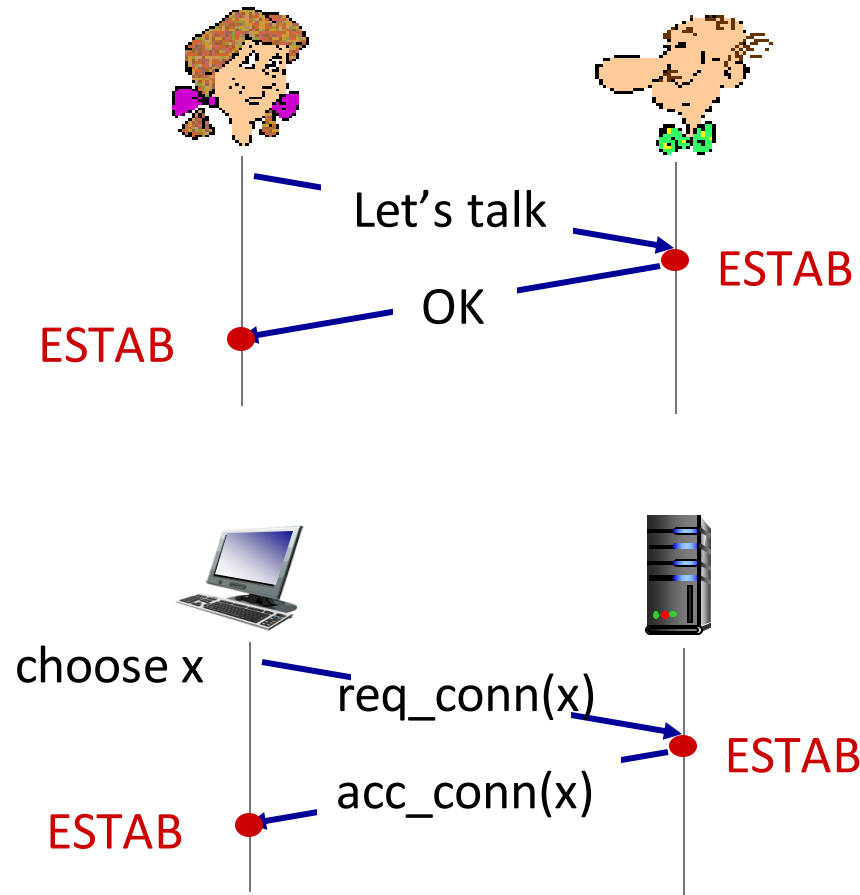 Let’s talk
ESTAB
OK
ESTAB
choose x
req_conn(x)
ESTAB
acc_conn(x)
ESTAB